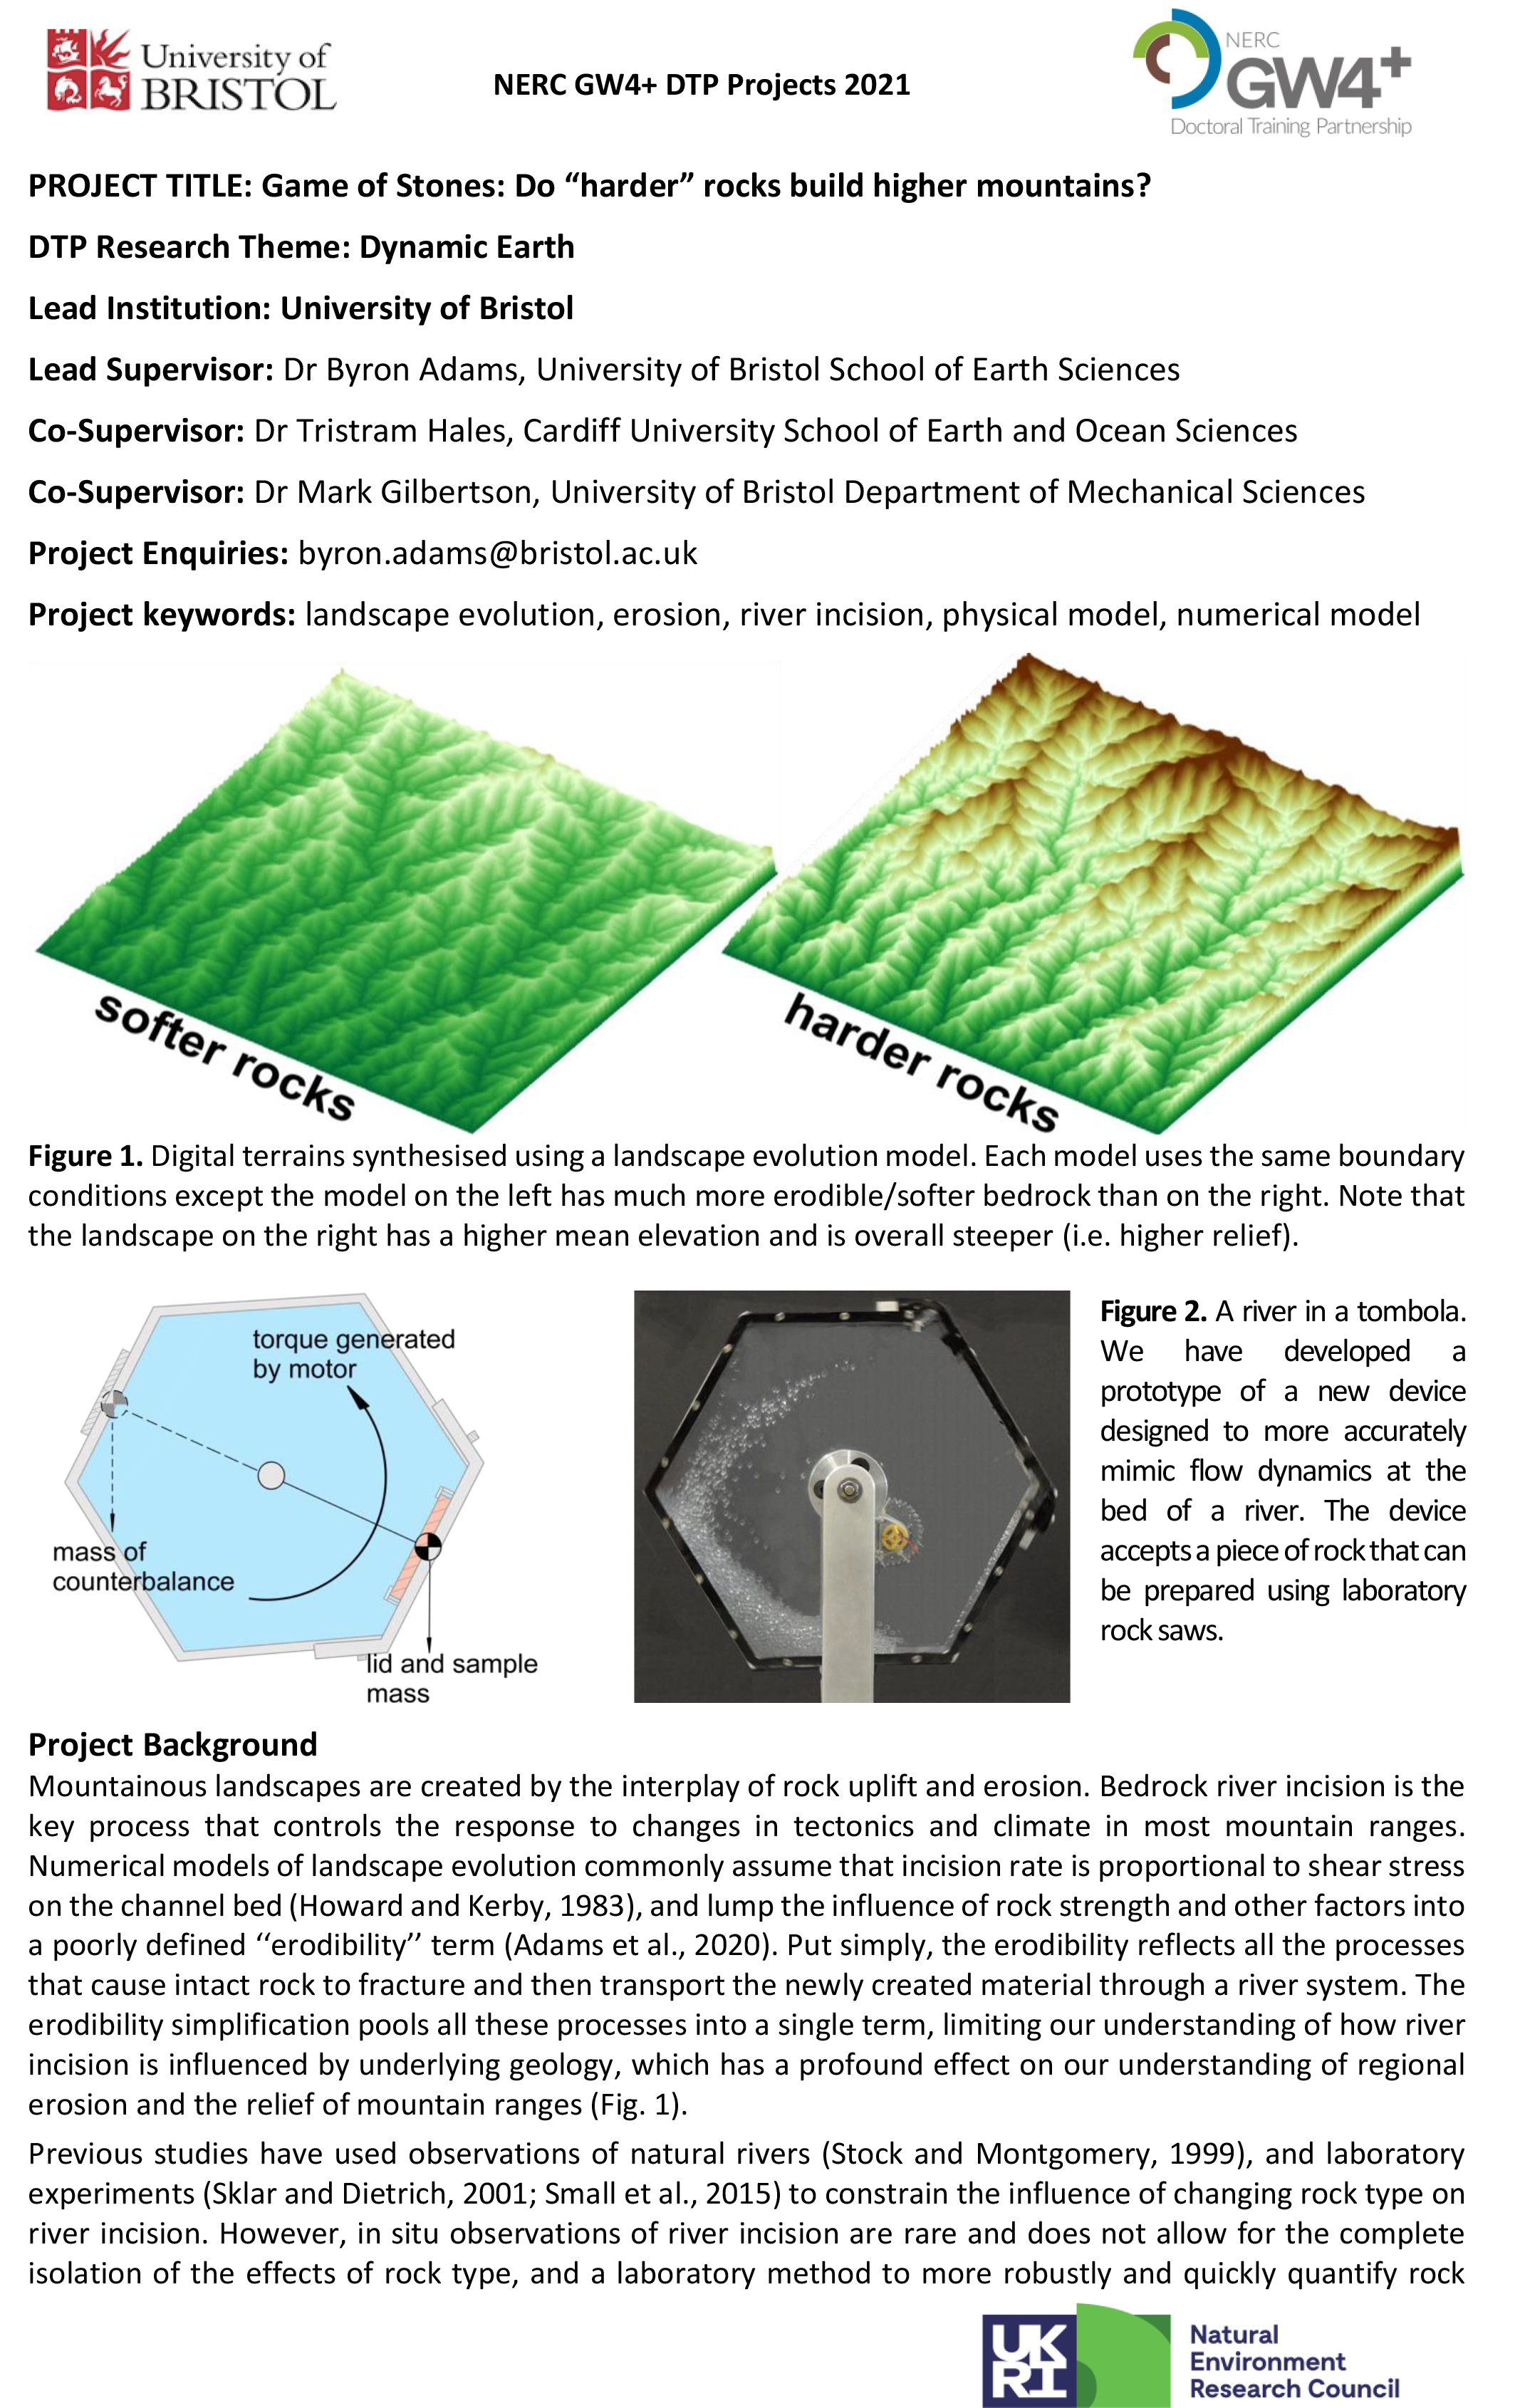 University of
BRISTOL
NERC GW4+ DTP Projects 2021
NERC
GW4+
Doctoral Training Partnership
PROJECT TITLE: Game of Stones: Do “harder” rocks build higher mountains?
DTP Research Theme: Dynamic Earth
Lead Institution: University of Bristol
Lead Supervisor: Dr Byron Adams, University of Bristol School of Earth Sciences
Co-Supervisor: Dr Tristram Hales, Cardiff University School of Earth and Ocean Sciences
Co-Supervisor: Dr Mark Gilbertson, University of Bristol Department of Mechanical Sciences
Project Enquiries: byron.adams@bristol.ac.uk
Project keywords: landscape evolution, erosion, river incision, physical model, numerical model
softer rocks
harder rocks
Figure 1. Digital terrains synthesised using a landscape evolution model. Each model uses the same boundary
conditions except the model on the left has much more erodible/softer bedrock than on the right. Note that
the landscape on the right has a higher mean elevation and is overall steeper (i.e. higher relief).
torque generated
by motor
mass of
counterbalance
lid and sample
mass
Figure 2. A river in a tombola.
We have developed a
prototype of a new device
designed to more accurately
mimic flow dynamics at the
bed of a river. The device
accepts a piece of rock that can
be prepared using laboratory
rock saws.
Project Background
Mountainous landscapes are created by the interplay of rock uplift and erosion. Bedrock river incision is the
key process that controls the response to changes in tectonics and climate in most mountain ranges.
Numerical models of landscape evolution commonly assume that incision rate is proportional to shear stress
on the channel bed (Howard and Kerby, 1983), and lump the influence of rock strength and other factors into
a poorly defined ‘‘erodibility’’ term (Adams et al., 2020). Put simply, the erodibility reflects all the processes
that cause intact rock to fracture and then transport the newly created material through a river system. The
erodibility simplification pools all these processes into a single term, limiting our understanding of how river
incision is influenced by underlying geology, which has a profound effect on our understanding of regional
erosion and the relief of mountain ranges (Fig. 1).
Previous studies have used observations of natural rivers (Stock and Montgomery, 1999), and laboratory
experiments (Sklar and Dietrich, 2001; Small et al., 2015) to constrain the influence of changing rock type on
river incision. However, in situ observations of river incision are rare and does not allow for the complete
isolation of the effects of rock type, and a laboratory method to more robustly and quickly quantify rock
UK
RI
Natural
Environment
Research Council